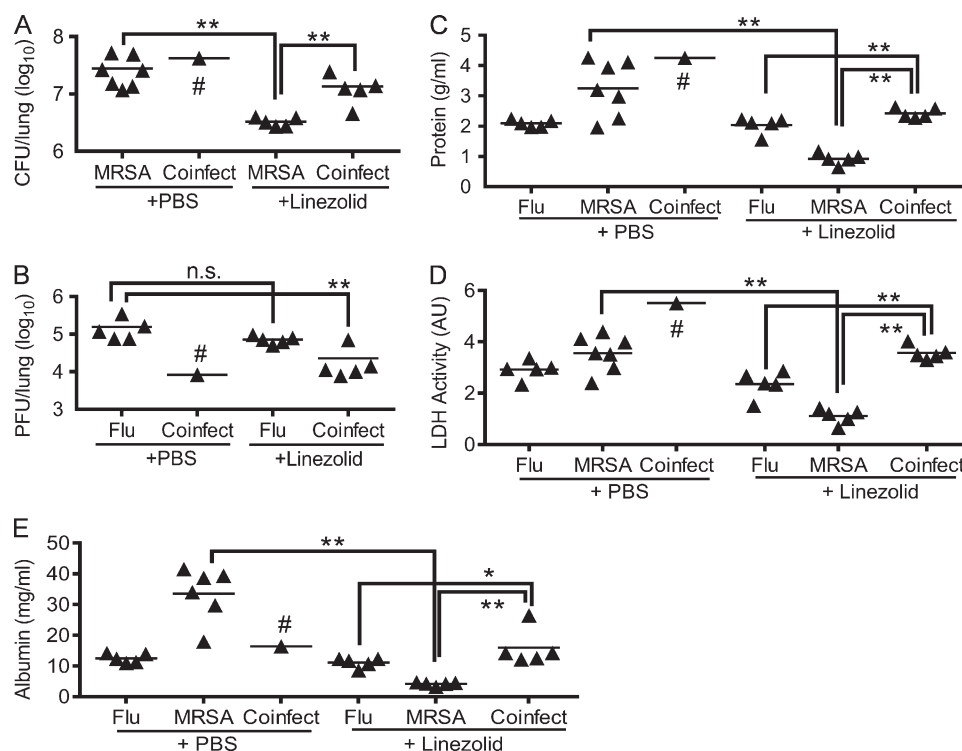 A
CFU/lung (log10)
8
7
6
**
**
#
MRSA Coinfect MRSA Coinfect
+PBS +Linezolid
B
PFU/lung (log10)
6
5
4
3
n.s.
**
#
Flu Coinfect Flu Coinfect
+PBS +Linezolid
C
Protein (g/ml)
5
4
3
2
1
0
**
**
**
#
Flu MRSA Coinfect Flu MRSA Coinfect
+ PBS + Linezolid
D
LDH Activity (AU)
6
4
2
0
**
**
**
#
Flu MRSA Coinfect Flu MRSA Coinfect
+ PBS + Linezolid
E
Albumin (mg/ml)
50
40
30
20
10
0
**
*
**
#
Flu MRSA Coinfect Flu MRSA Coinfect
+ PBS + Linezolid